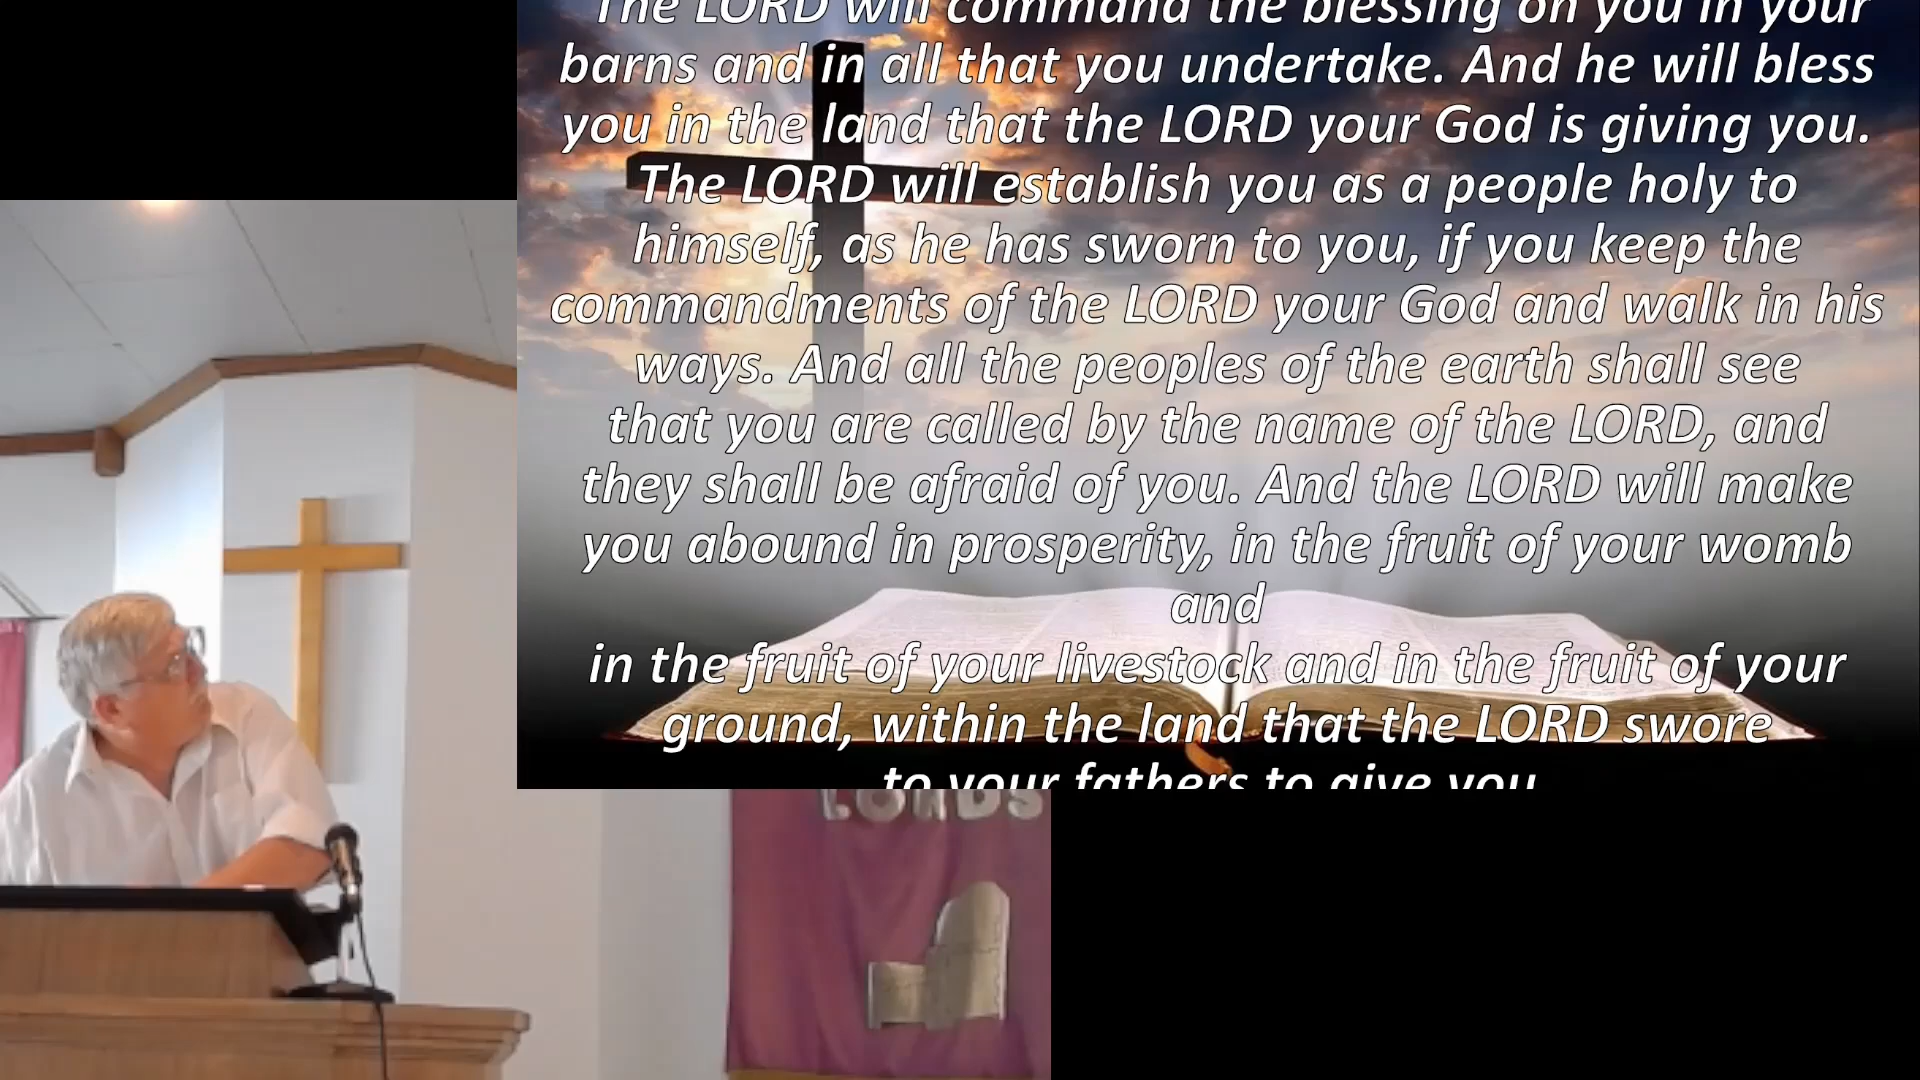 The LORD will command the blessing on you in your
barns and in all that you undertake. And he will bless
you in the land that the LORD your God is giving you.
The LORD will establish you as a people holy to
himself, as he has sworn to you, if you keep the
commandments of the LORD your God and walk in his
ways. And all the peoples of the earth shall see
that you are called by the name of the LORD, and
they shall be afraid of you. And the LORD will make
you abound in prosperity, in the fruit of your womb
and
in the fruit of your livestock and in the fruit of your
ground, within the land that the LORD swore
to your fathers to give you
LORDS